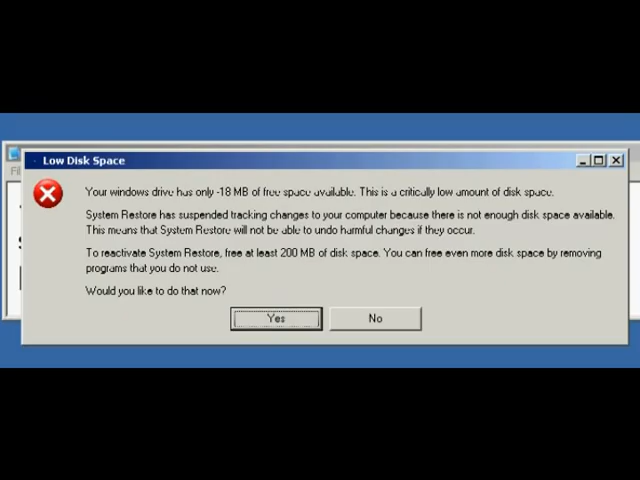 Low Disk Space
Fil
Your windows drive has only -18 MB of free space available. This is a critically low amount of disk space.
System Restore has suspended tracking changes to your computer because there is not enough disk space available.
This means that System Restore will not be able to undo harmful changes if they occur.
To reactivate System Restore, free at least 200 MB of disk space. You can free even more disk space by removing
programs that you do not use.
Would you like to do that now?
Yes No